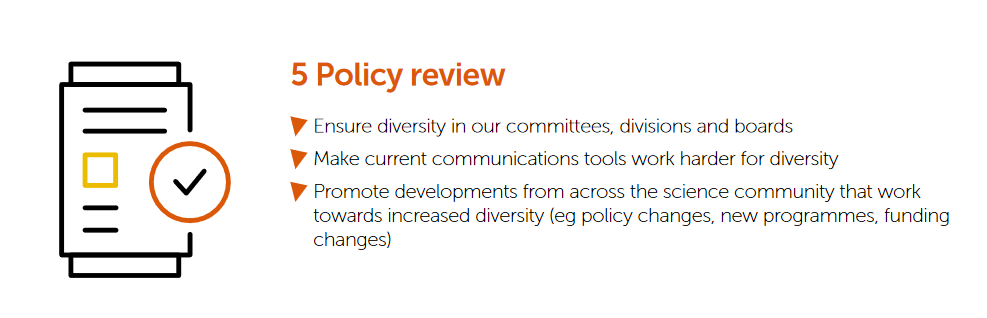 5 Policy review
Ensure diversity in our committees, divisions and boards
Make current communications tools work harder for diversity
Promote developments from across the science community that work
towards increased diversity (eg policy changes, new programmes, funding
changes)